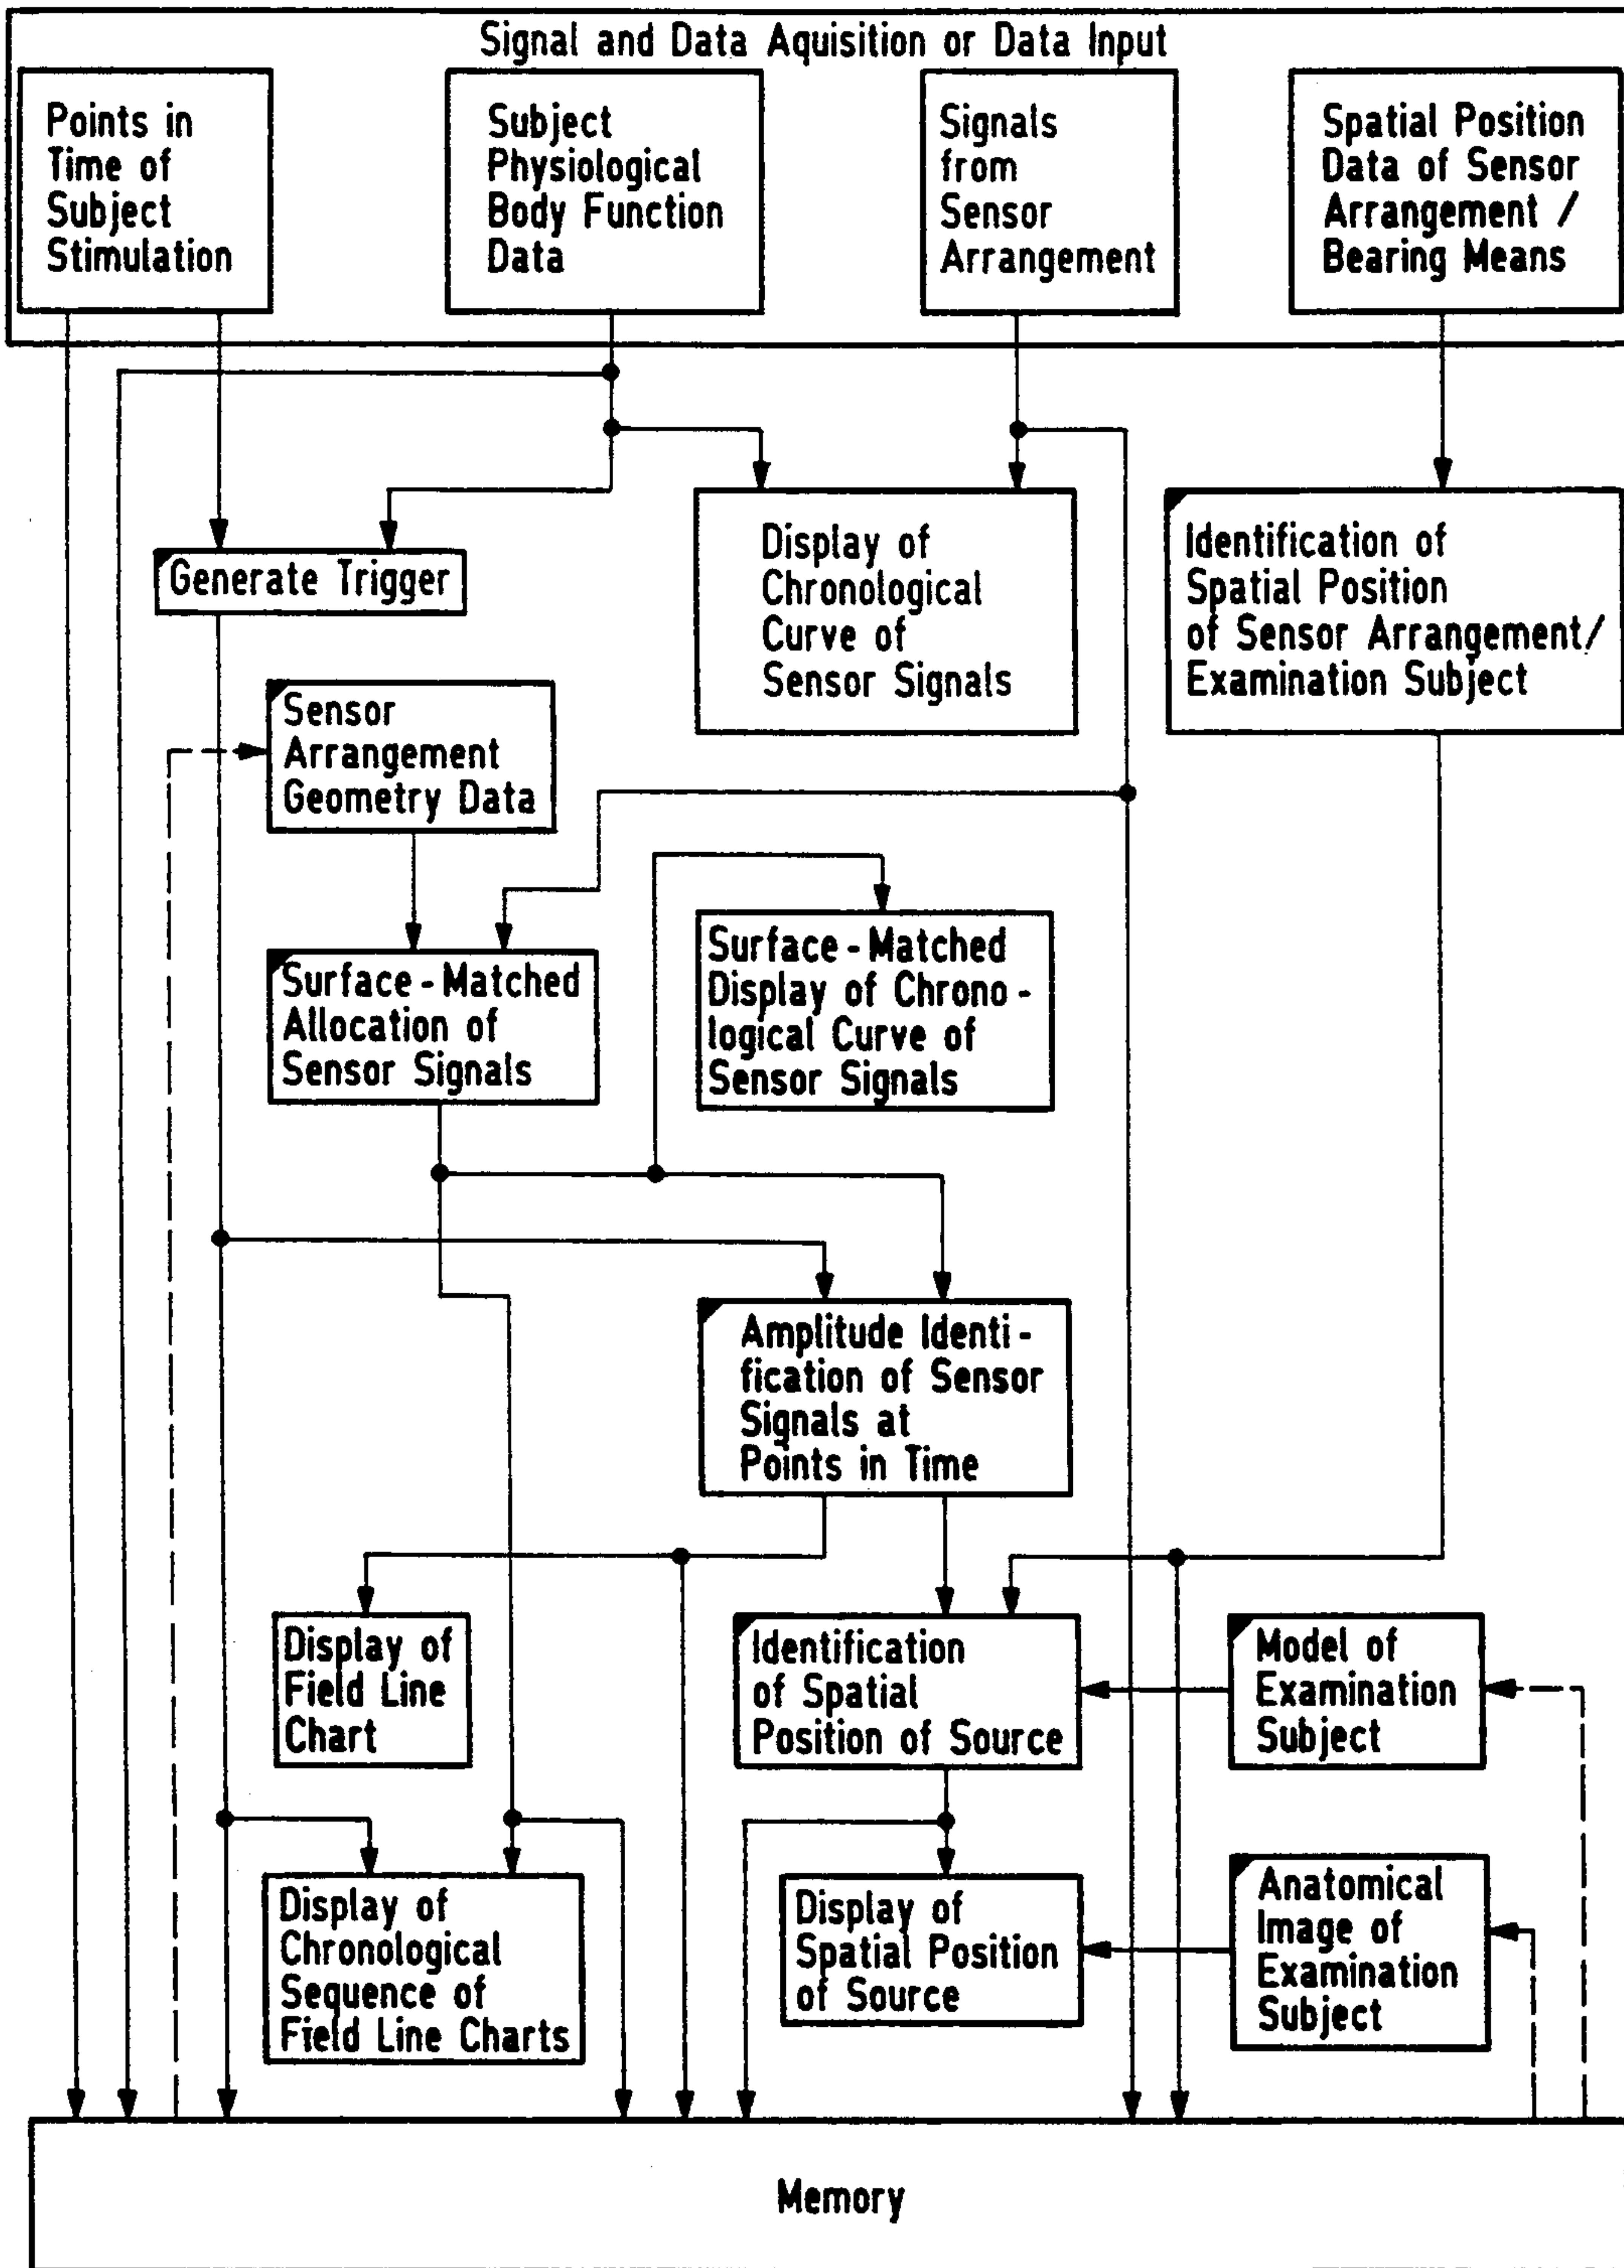 Signal and Data Aquisition or Data Input
Points in
Time of
Subject
Stimulation
Subject
Physiological
Body Function
Data
Signals
from
Sensor
Arrangement
Spatial Position
Data of Sensor
Arrangement /
Bearing Means
Generate Trigger
Display of
Chronological
Curve of
Sensor Signals
Identification of
Spatial Position
of Sensor Arrangement/
Examination Subject
Sensor
Arrangement
Geometry Data
Surface - Matched
Allocation of
Sensor Signals
Surface - Matched
Display of Chrono -
logical Curve of
Sensor Signals
Amplitude Identi -
fication of Sensor
Signals at
Points in Time
Display of
Field Line
Chart
Identification
of Spatial
Position of Source
Model of
Examination
Subject
Display of
Chronological
Sequence of
Field Line Charts
Display of
Spatial Position
of Source
Anatomical
Image of
Examination
Subject
Memory